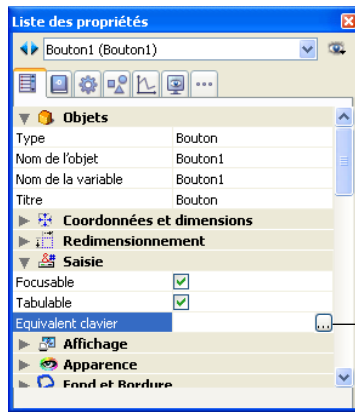 Liste des propriétés
Bouton1 (Bouton1)
Objets
Type Bouton
Nom de l'objet Bouton1
Nom de la variable Bouton1
Titre Bouton
Coordonnées et dimensions
Redimensionnement
Saisie
Focusable
Tabulable
Equivalent clavier ...
Affichage
Apparence
Fond et Bordure